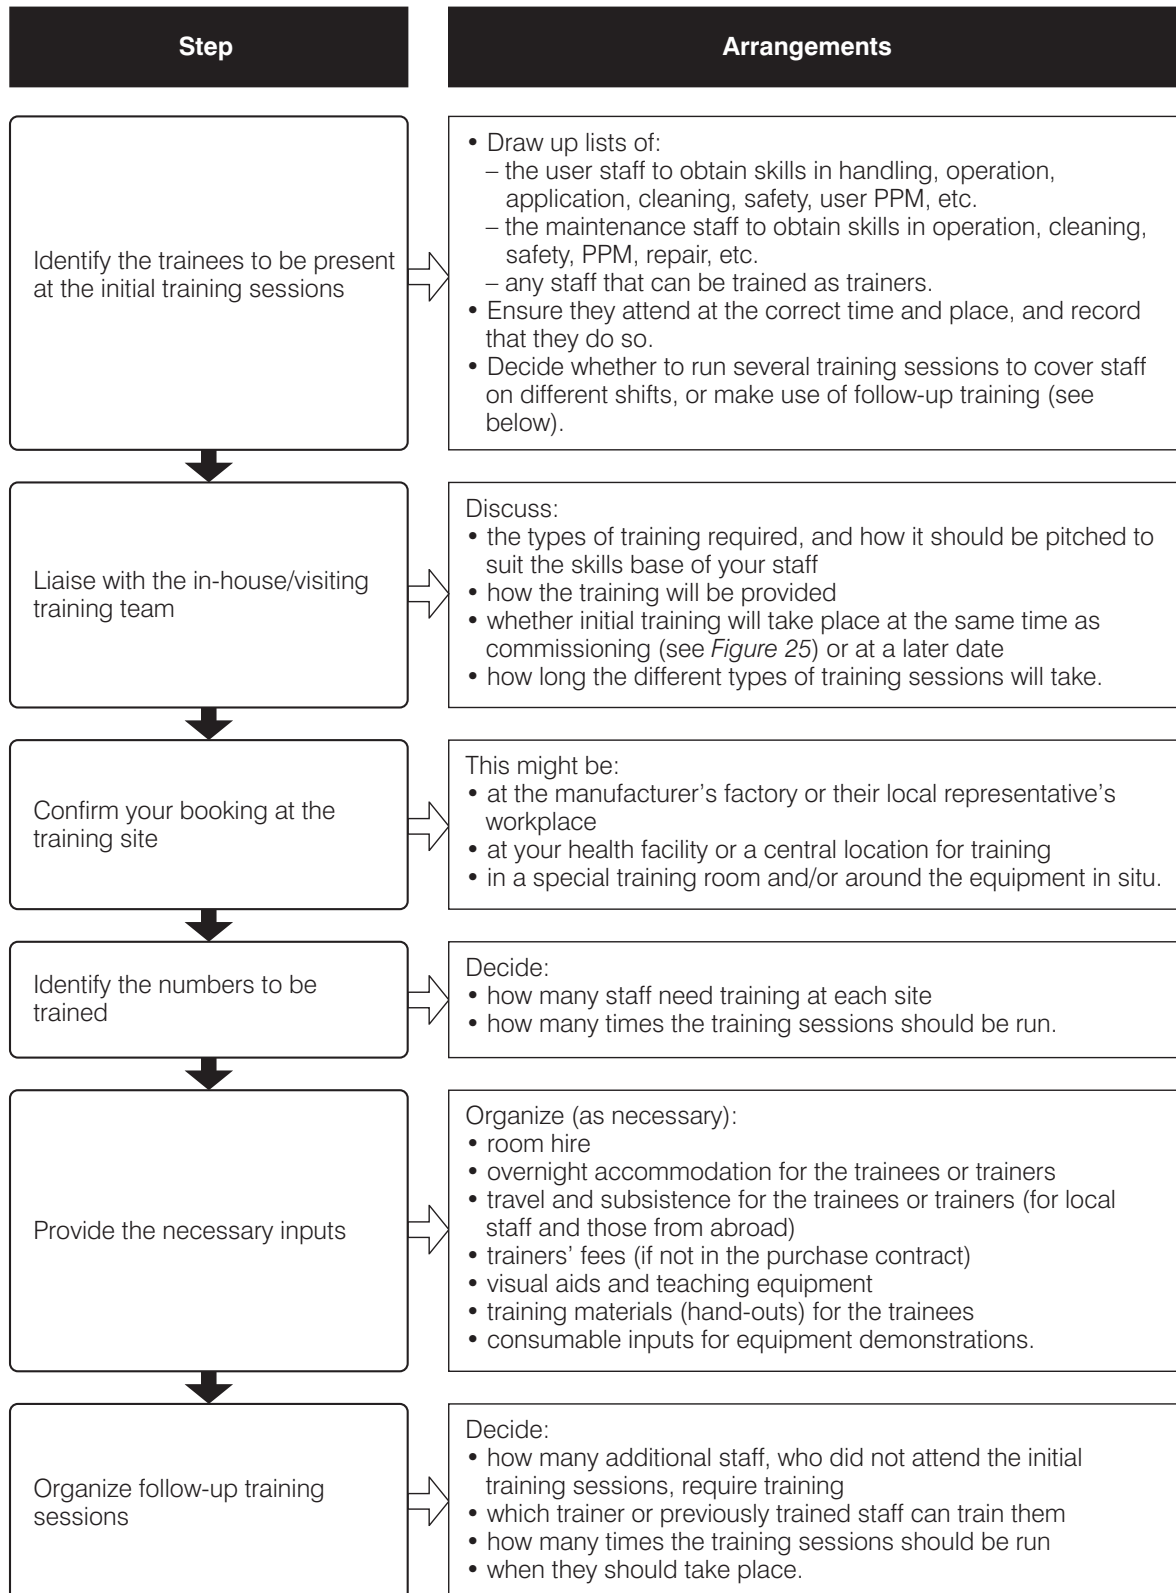 Step
Arrangements
Identify the trainees to be present
at the initial training sessions
• Draw up lists of:
– the user staff to obtain skills in handling, operation,
application, cleaning, safety, user PPM, etc.
– the maintenance staff to obtain skills in operation, cleaning,
safety, PPM, repair, etc.
– any staff that can be trained as trainers.
• Ensure they attend at the correct time and place, and record
that they do so.
• Decide whether to run several training sessions to cover staff
on different shifts, or make use of follow-up training (see
below).
Liaise with the in-house/visiting
training team
Discuss:
• the types of training required, and how it should be pitched to
suit the skills base of your staff
• how the training will be provided
• whether initial training will take place at the same time as
commissioning (see Figure 25) or at a later date
• how long the different types of training sessions will take.
Confirm your booking at the
training site
This might be:
• at the manufacturer’s factory or their local representative’s
workplace
• at your health facility or a central location for training
• in a special training room and/or around the equipment in situ.
Identify the numbers to be
trained
Decide:
• how many staff need training at each site
• how many times the training sessions should be run.
Provide the necessary inputs
Organize (as necessary):
• room hire
• overnight accommodation for the trainees or trainers
• travel and subsistence for the trainees or trainers (for local
staff and those from abroad)
• trainers’ fees (if not in the purchase contract)
• visual aids and teaching equipment
• training materials (hand-outs) for the trainees
• consumable inputs for equipment demonstrations.
Organize follow-up training
sessions
Decide:
• how many additional staff, who did not attend the initial
training sessions, require training
• which trainer or previously trained staff can train them
• how many times the training sessions should be run
• when they should take place.